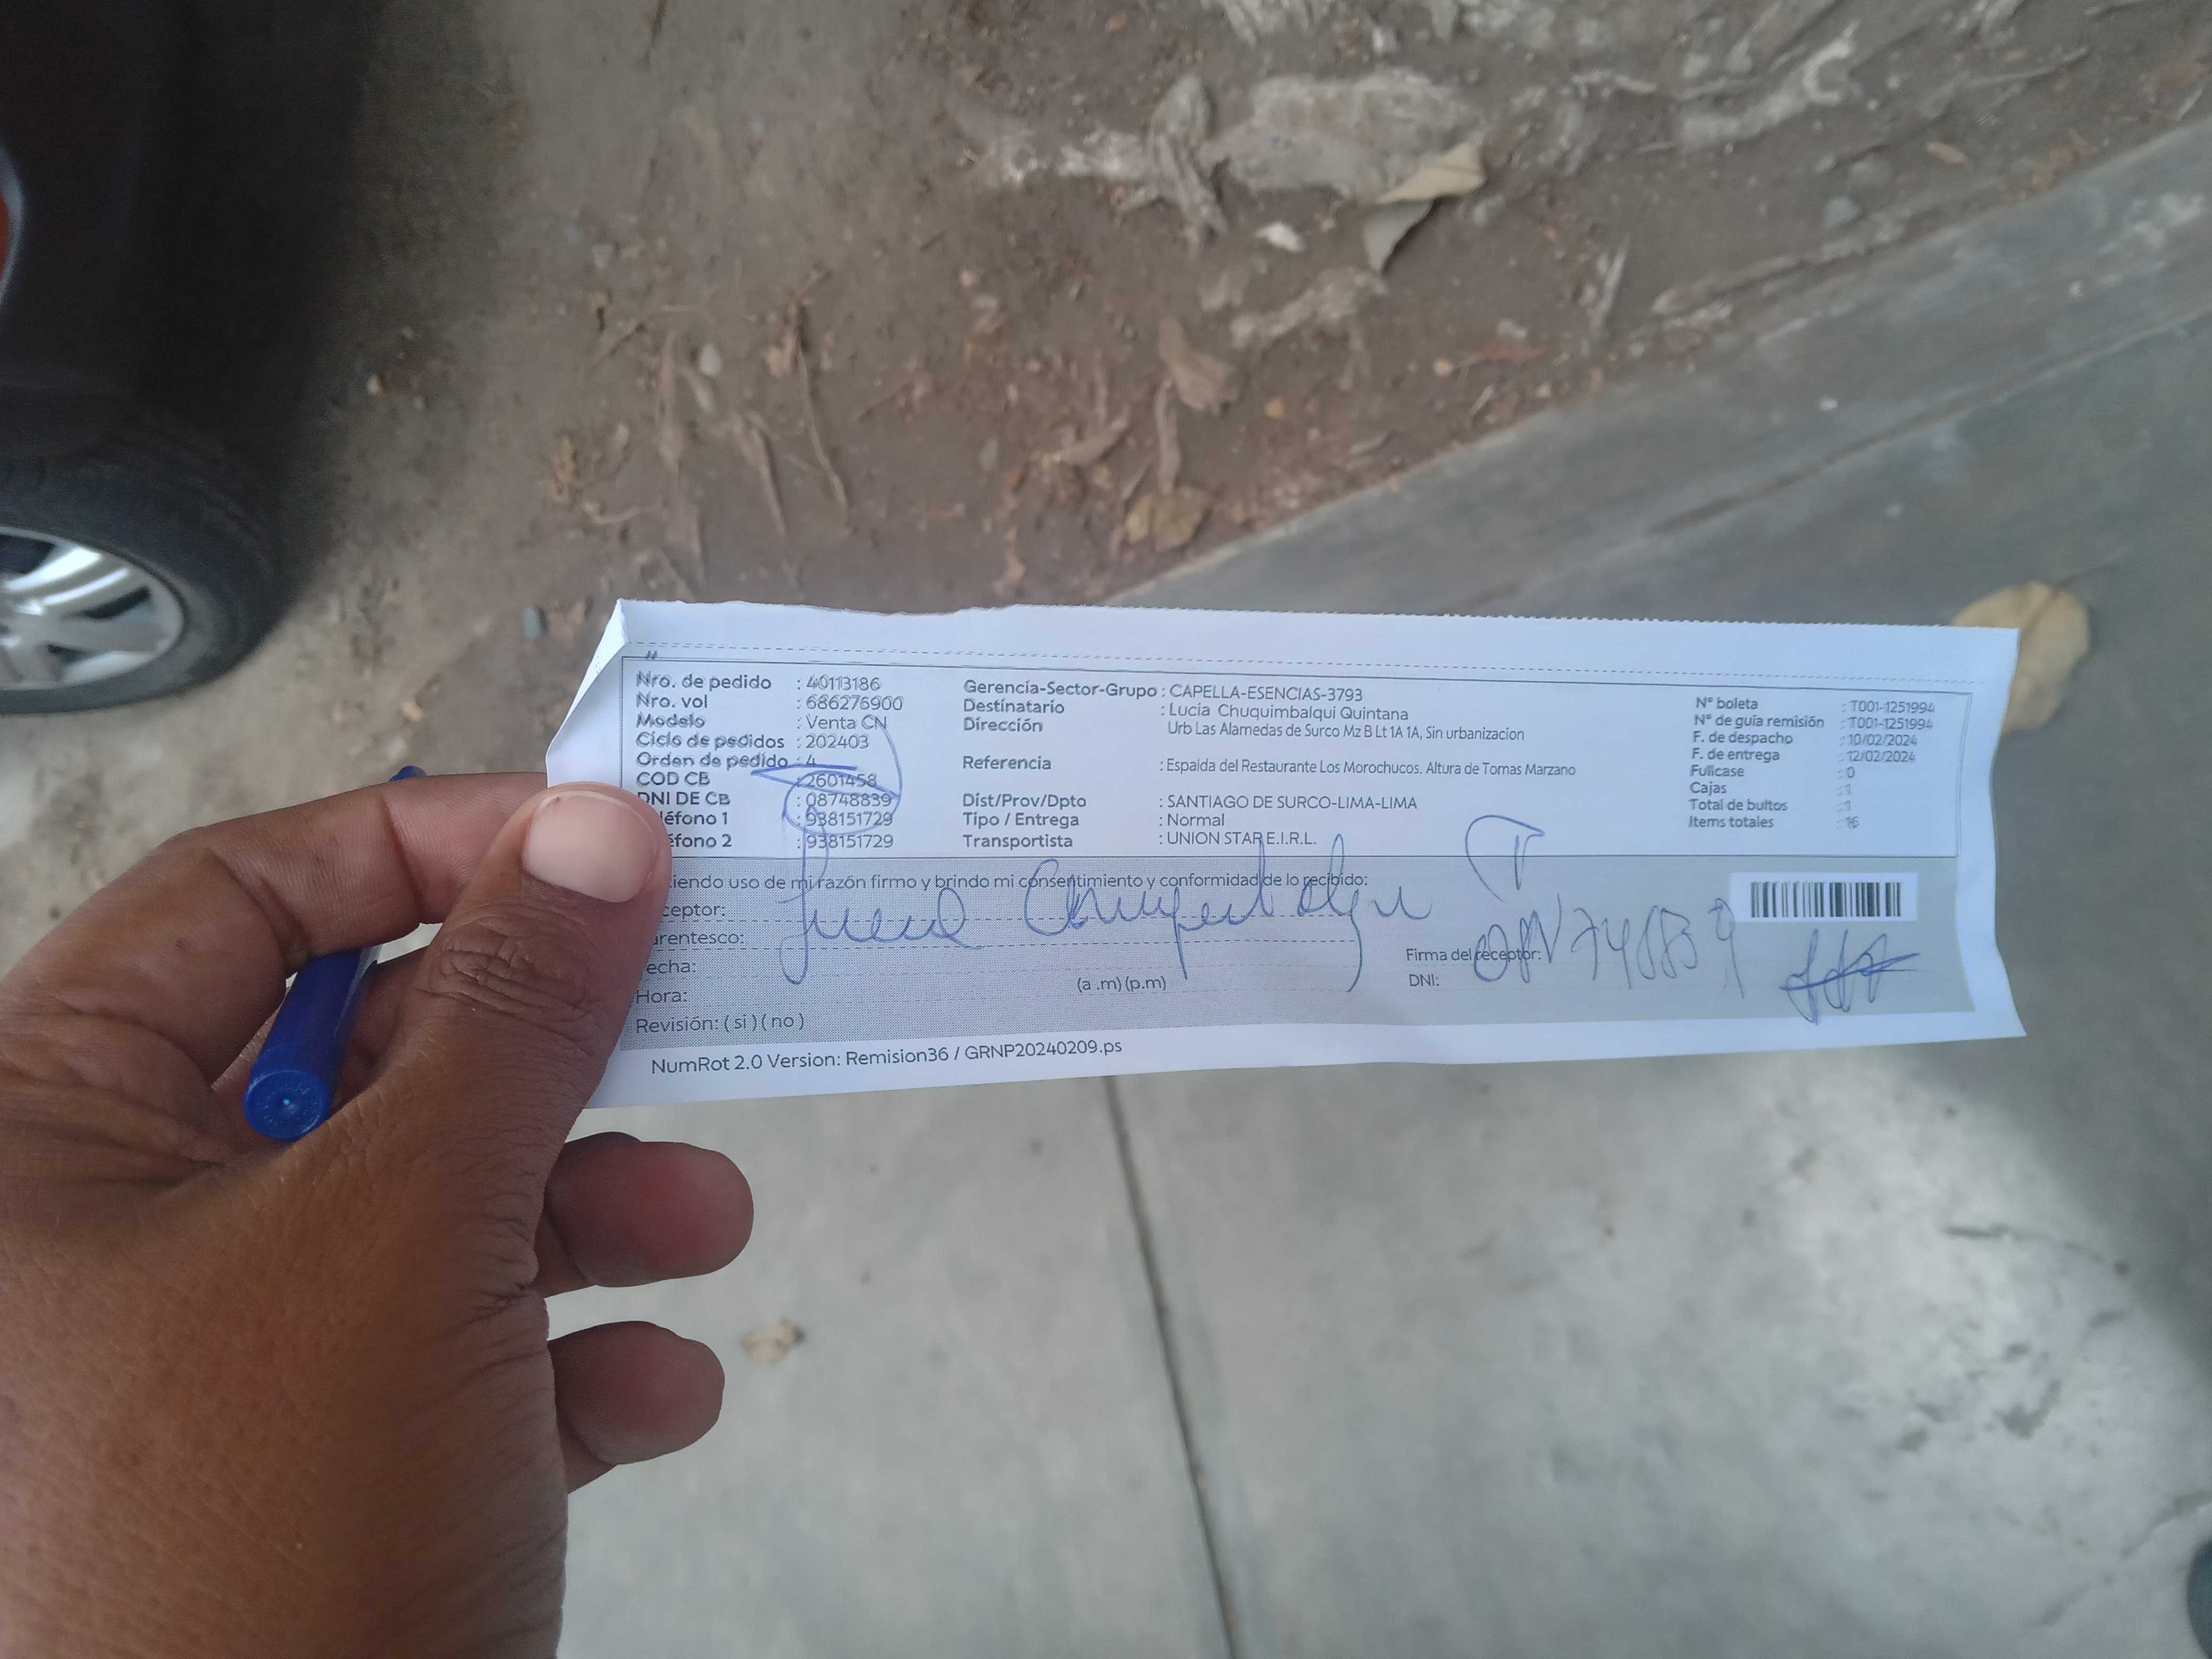 Nro. de pedido : 40113186
Nro. vol : 686276900
Modelo : Venta CN
Ciclo de pedidos : 202403
Orden de pedido : 4
COD CB : 2601458
DNI DE CB : 08748839
léfono 1 : 938151729
éfono 2 : 938151729
Gerencia-Sector-Grupo : CAPELLA-ESENCIAS-3793
Destinatario : Lucia Chuquimbalqui Quintana
Dirección Urb Las Alamedas de Surco Mz B Lt 1A 1A, Sin urbanizacion
Referencia : Espalda del Restaurante Los Morochucos. Altura de Tomas Marzano
Dist/Prov/Dpto : SANTIAGO DE SURCO-LIMA-LIMA
Tipo / Entrega : Normal
Transportista : UNION STAR E.I.R.L.
N° boleta : T001-1251994
N° de guía remisión : T001-1251994
F. de despacho : 10/02/2024
F. de entrega : 12/02/2024
Fullcase : 0
Cajas : 1
Total de bultos : 1
Items totales : 16
iendo uso de mi razón firmo y brindo mi consentimiento y conformidad de lo recibido:
ceptor:
arentesco:
echa:
Hora: (a .m) (p.m)
Revisión: ( si ) ( no )
Firma del receptor:
DNI:
NumRot 2.0 Version: Remision36 / GRNP20240209.ps